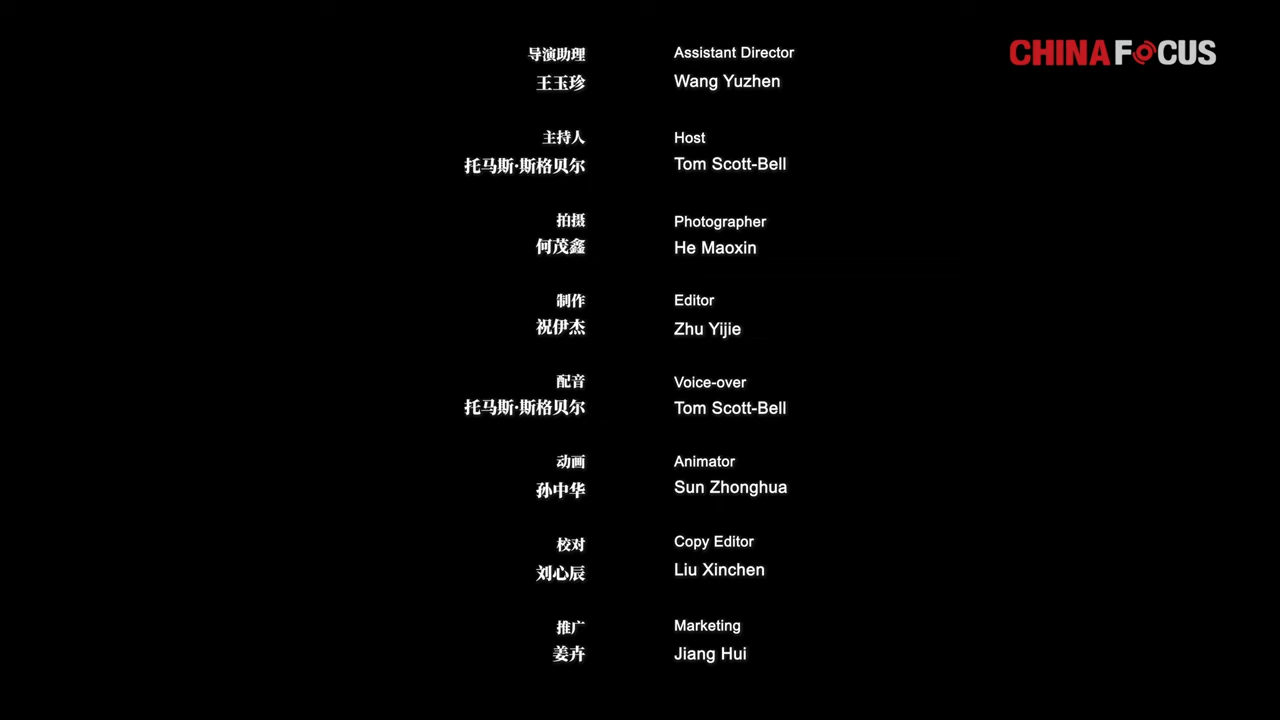 CHINA FOCUS
导演助理 Assistant Director
王玉珍 Wang Yuzhen
主持人 Host
托马斯·斯格贝尔 Tom Scott-Bell
拍摄 Photographer
何茂鑫 He Maoxin
制作 Editor
祝伊杰 Zhu Yijie
配音 Voice-over
托马斯·斯格贝尔 Tom Scott-Bell
动画 Animator
孙中华 Sun Zhonghua
校对 Copy Editor
刘心辰 Liu Xinchen
推广 Marketing
姜卉 Jiang Hui